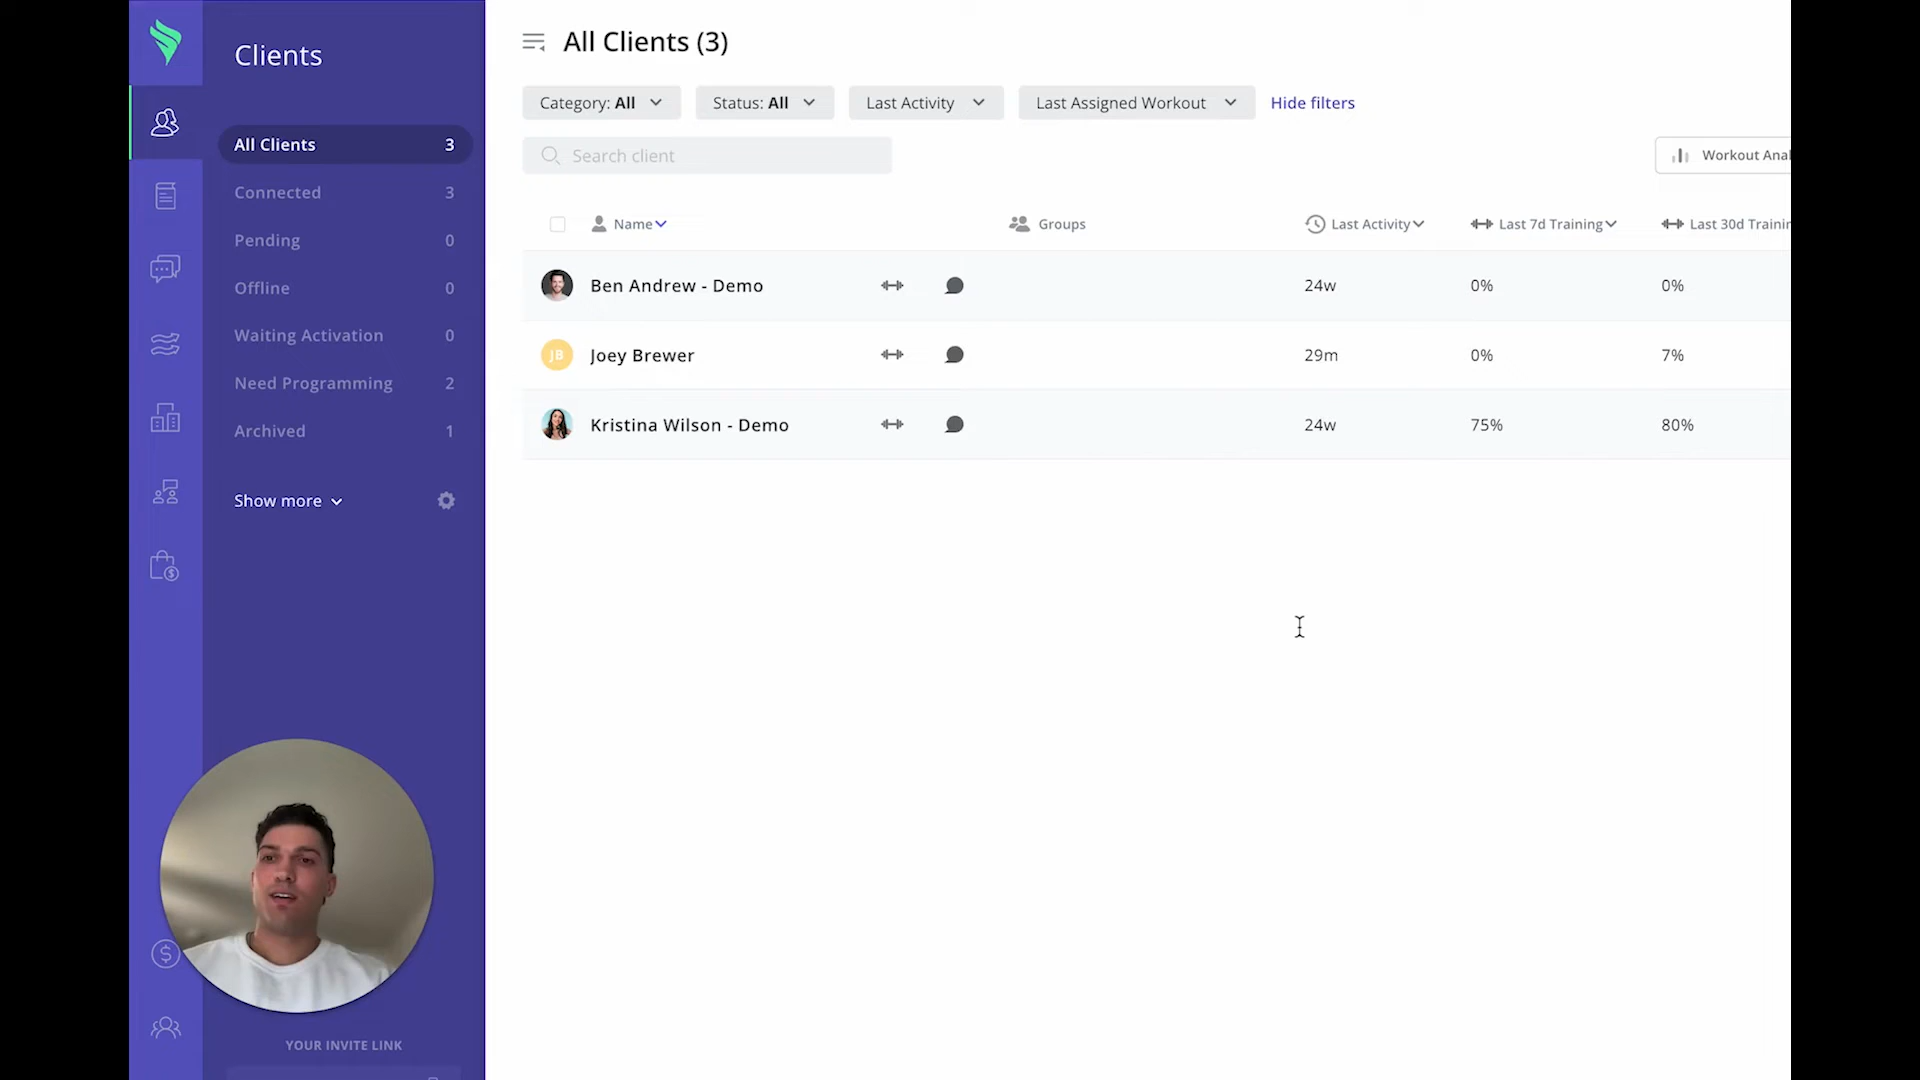 Clients
All Clients 3
Connected 3
Pending 0
Offline 0
Waiting Activation 0
Need Programming 2
Archived 1
Show more
YOUR INVITE LINK
All Clients (3)
Category: All Status: All Last Activity Last Assigned Workout Hide filters
Search client
Workout Anal
Name Groups Last Activity Last 7d Training Last 30d Trainin
Ben Andrew - Demo 24w 0% 0%
JB Joey Brewer 29m 0% 7%
Kristina Wilson - Demo 24w 75% 80%